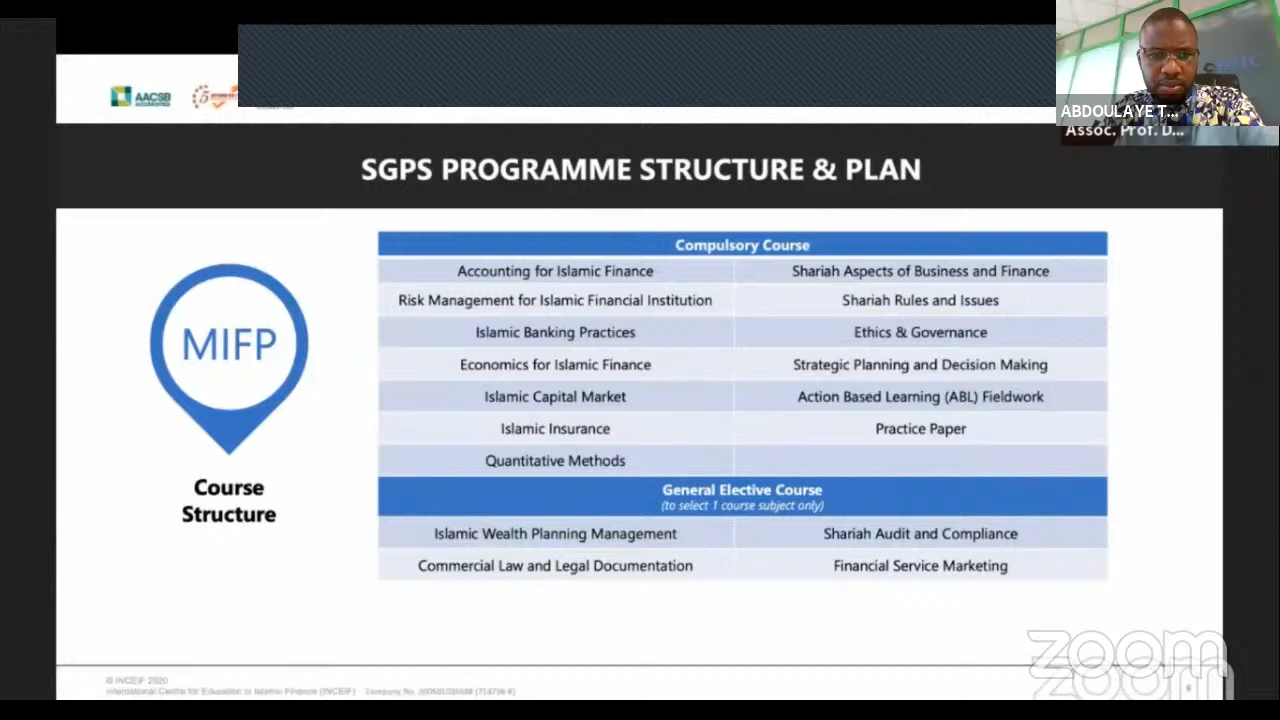 AACSB
ACCREDITED
ABDOULAYE T...
Assoc. Prof. D...
SGPS PROGRAMME STRUCTURE & PLAN
MIFP
Course
Structure
Compulsory Course
Accounting for Islamic Finance
Shariah Aspects of Business and Finance
Risk Management for Islamic Financial Institution
Shariah Rules and Issues
Islamic Banking Practices
Ethics & Governance
Economics for Islamic Finance
Strategic Planning and Decision Making
Islamic Capital Market
Action Based Learning (ABL) Fieldwork
Islamic Insurance
Practice Paper
Quantitative Methods
General Elective Course
(to select 1 course subject only)
Islamic Wealth Planning Management
Shariah Audit and Compliance
Commercial Law and Legal Documentation
Financial Service Marketing
zoom
zoom
© INCEIF 2020
International Centre for Education in Islamic Finance (INCEIF) Company No.